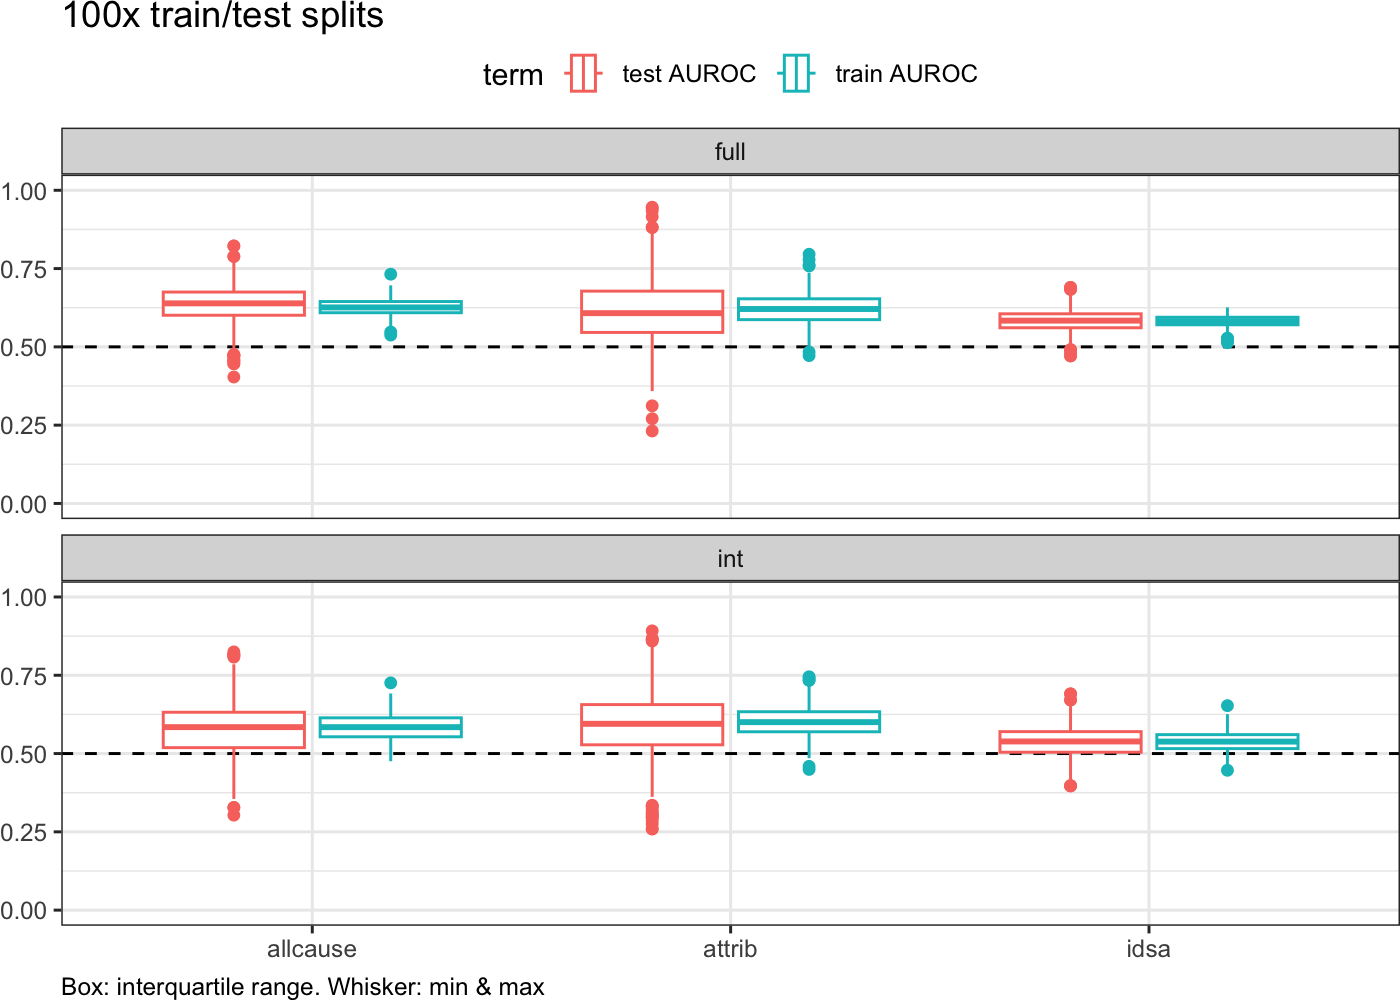 100x train/test splits
term test AUROC train AUROC
full
1.00
0.75
0.50
0.25
0.00
int
1.00
0.75
0.50
0.25
0.00
allcause attrib idsa
Box: interquartile range. Whisker: min & max